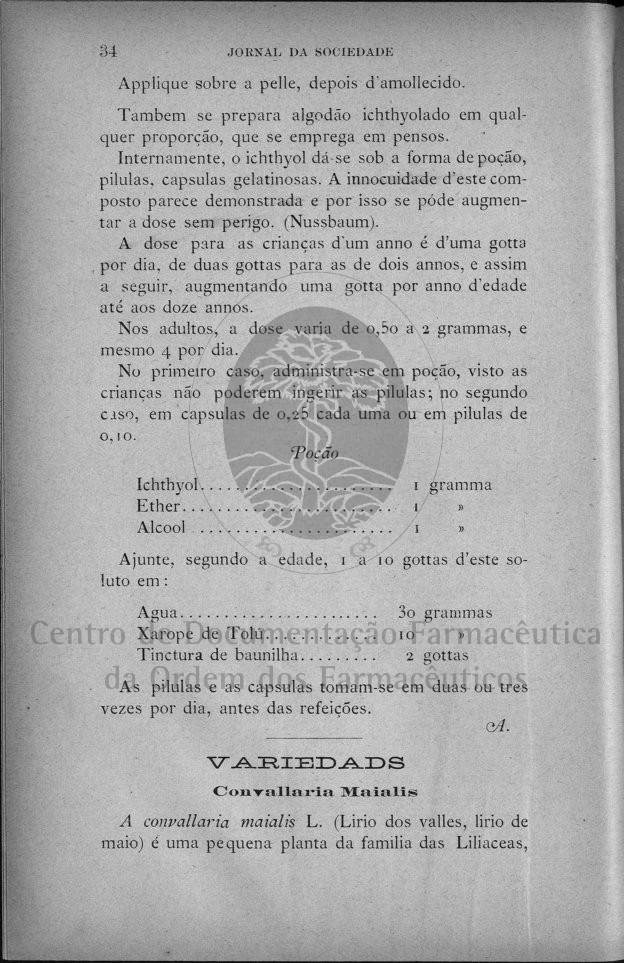 34 JORNAL DA SOCIEDADE
Applique sobre a pelle, depois d'amollecido.
Tambem se prepara algodão ichthyolado em qual-
quer proporção, que se emprega em pensos.
Internamente, o ichthyol dá-se sob a forma de poção,
pilulas, capsulas gelatinosas. A innocuidade d'este com-
posto parece demonstrada e por isso se póde augmen-
tar a dose sem perigo. (Nussbaum).
A dose para as crianças d'um anno é d'uma gotta
por dia, de duas gottas para as de dois annos, e assim
a seguir, augmentando uma gotta por anno d'edade
até aos doze annos.
Nos adultos, a dose varia de 0,50 a 2 grammas, e
mesmo 4 por dia.
No primeiro caso, administra-se em poção, visto as
crianças não poderem ingerir as pilulas; no segundo
caso, em capsulas de 0,25 cada uma ou em pilulas de
0,10.
Poção
Ichthyol...................... 1 gramma
Ether........................ 1 »
Alcool ....................... 1 »
Ajunte, segundo a edade, 1 a 10 gottas d'este so-
luto em:
Agua....................... 30 grammas
Xarope de Tolu............. 10 »
Tinctura de baunilha......... 2 gottas
As pilulas e as capsulas tomam-se em duas ou tres
vezes por dia, antes das refeições.
A.
VARIEDADS
Convallaria Maialis
A convallaria maialis L. (Lirio dos valles, lirio de
maio) é uma pequena planta da familia das Liliaceas,
Centro de Documentação Farmacêutica
da Ordem dos Farmacêuticos